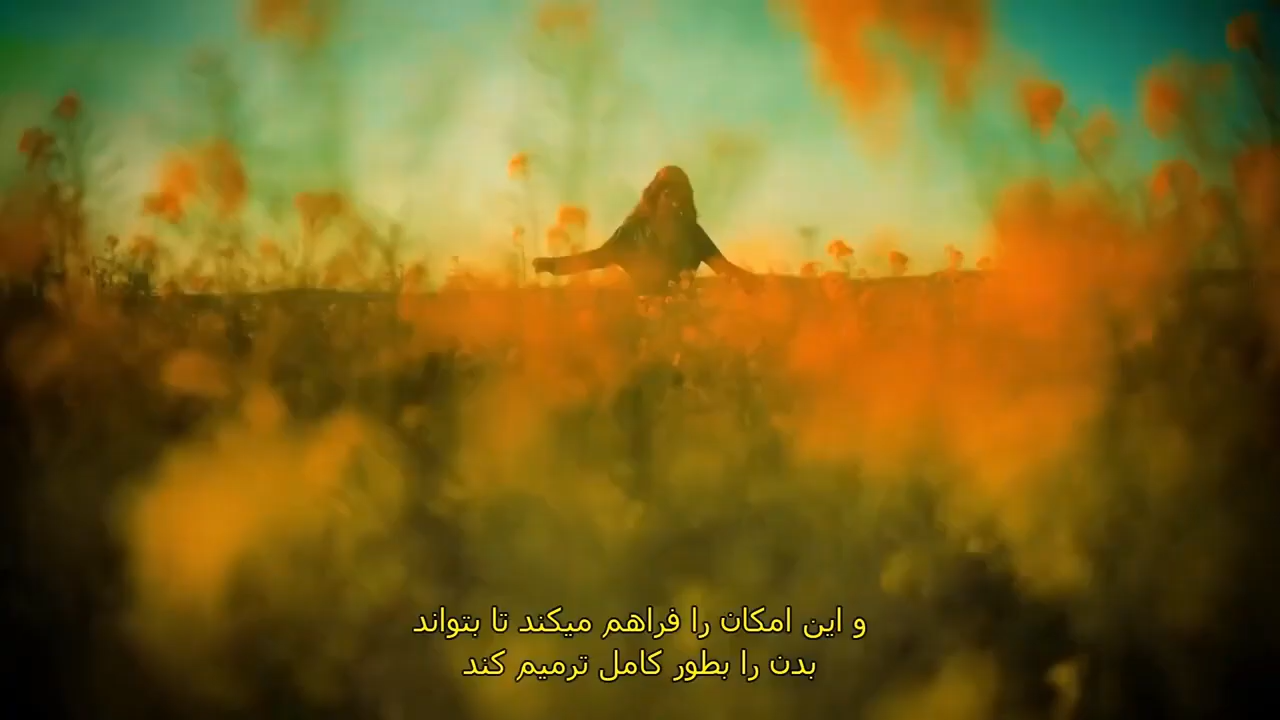 و این امکان را فراهم میکند تا بتواند
بدن را بطور کامل ترمیم کند